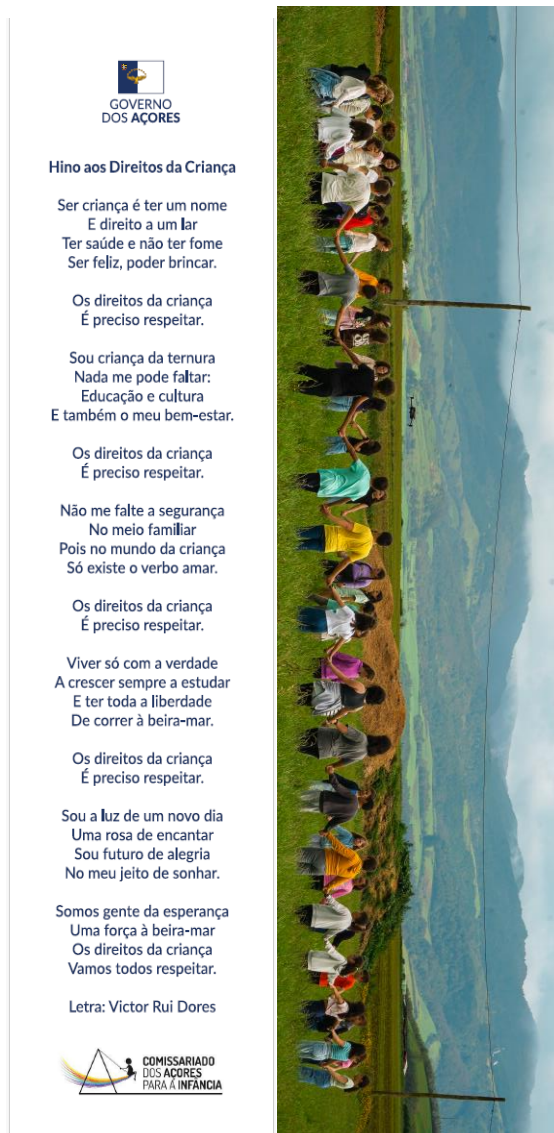 GOVERNO
DOS AÇORES
Hino aos Direitos da Criança
Ser criança é ter um nome
E direito a um lar
Ter saúde e não ter fome
Ser feliz, poder brincar.
Os direitos da criança
É preciso respeitar.
Sou criança da ternura
Nada me pode faltar:
Educação e cultura
E também o meu bem-estar.
Os direitos da criança
É preciso respeitar.
Não me falte a segurança
No meio familiar
Pois no mundo da criança
Só existe o verbo amar.
Os direitos da criança
É preciso respeitar.
Viver só com a verdade
A crescer sempre a estudar
E ter toda a liberdade
De correr à beira-mar.
Os direitos da criança
É preciso respeitar.
Sou a luz de um novo dia
Uma rosa de encantar
Sou futuro de alegria
No meu jeito de sonhar.
Somos gente da esperança
Uma força à beira-mar
Os direitos da criança
Vamos todos respeitar.
Letra: Victor Rui Dores
COMISSARIADO
DOS AÇORES
PARA A INFÂNCIA